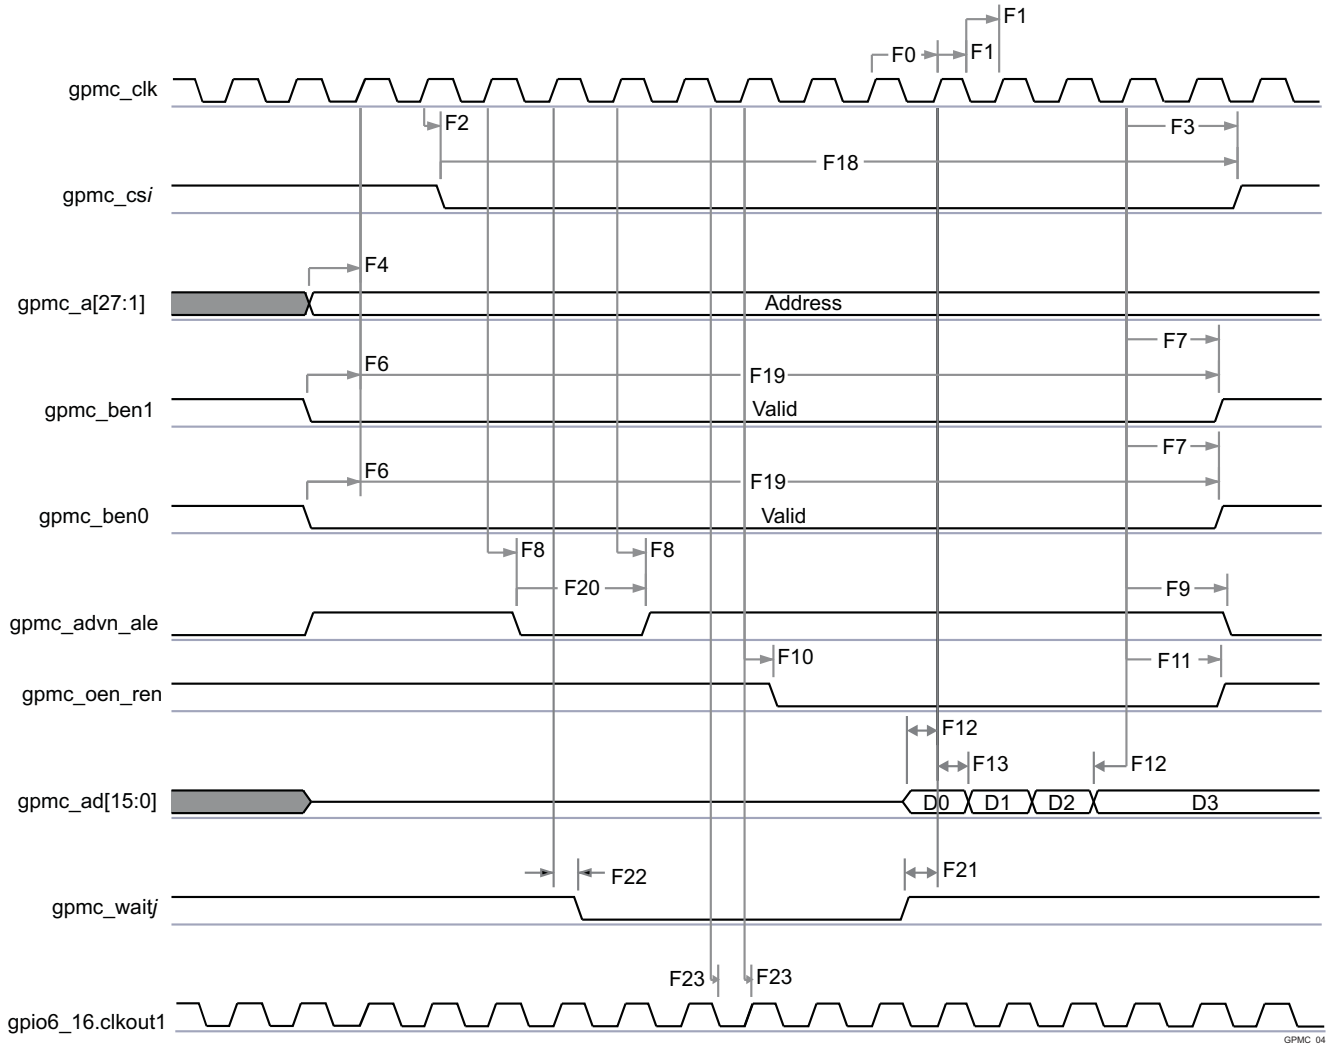 F1
F0 F1
gpmc_clk
F2 F3
F18
gpmc_csi
F4
gpmc_a[27:1] Address
F7
F6 F19
gpmc_ben1 Valid
F7
F6 F19
gpmc_ben0 Valid
F8 F8
F20 F9
gpmc_advn_ale
F10 F11
gpmc_oen_ren
F12
F13 F12
gpmc_ad[15:0] D0 D1 D2 D3
F22 F21
gpmc_waitj
F23 F23
gpio6_16.clkout1
GPMC_04